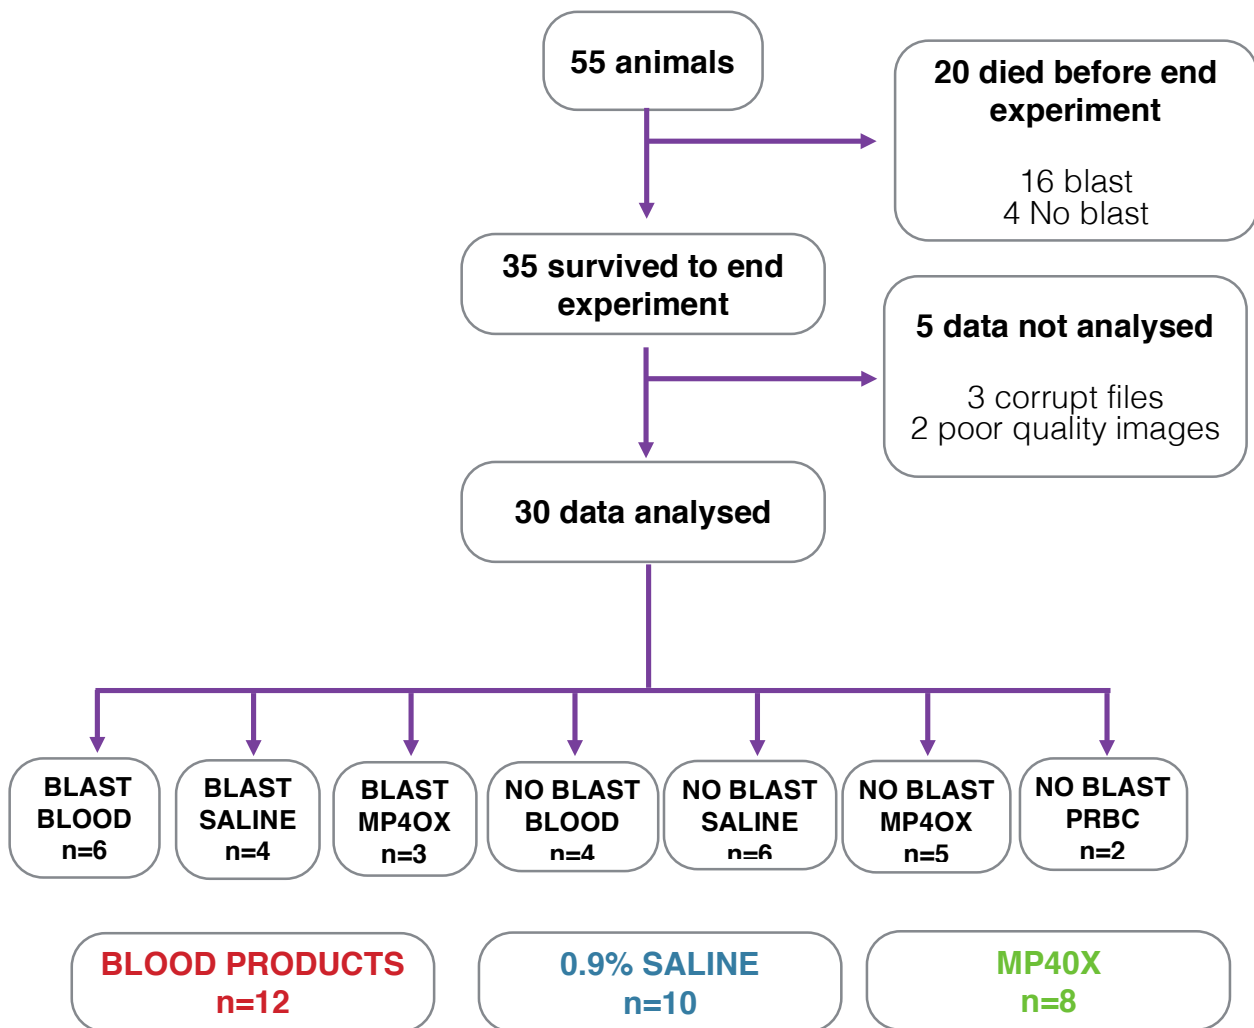 55 animals
20 died before end
experiment
16 blast
4 No blast
35 survived to end
experiment
5 data not analysed
3 corrupt files
2 poor quality images
30 data analysed
BLAST
BLOOD
n=6
BLAST
SALINE
n=4
BLAST
MP4OX
n=3
NO BLAST
BLOOD
n=4
NO BLAST
SALINE
n=6
NO BLAST
MP4OX
n=5
NO BLAST
PRBC
n=2
BLOOD PRODUCTS
n=12
0.9% SALINE
n=10
MP40X
n=8